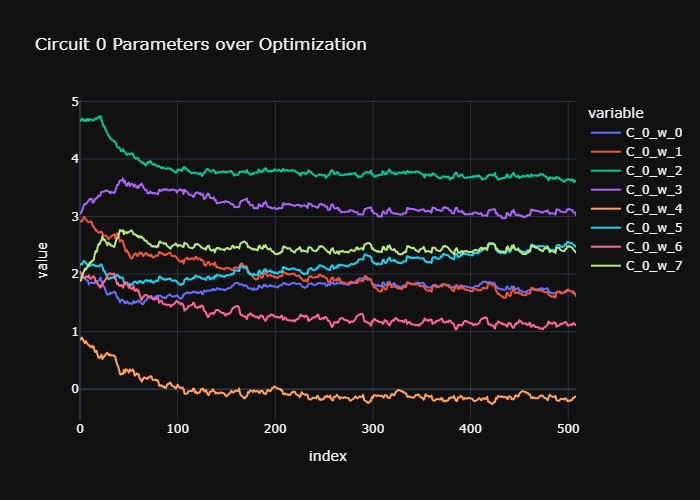 Circuit 0 Parameters over Optimization
variable
C_0_w_0
C_0_w_1
C_0_w_2
C_0_w_3
C_0_w_4
C_0_w_5
C_0_w_6
C_0_w_7
value
5
4
3
2
1
0
0 100 200 300 400 500
index